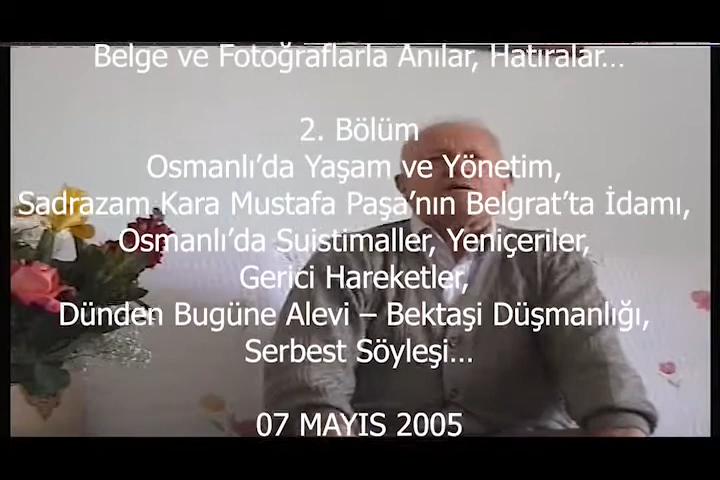 Belge ve Fotoğraflarla Anılar, Hatıralar...
2. Bölüm
Osmanlı'da Yaşam ve Yönetim,
Sadrazam Kara Mustafa Paşa'nın Belgrat'ta İdamı,
Osmanlı'da Suistimaller, Yeniçeriler,
Gerici Hareketler,
Dünden Bugüne Alevi – Bektaşi Düşmanlığı,
Serbest Söyleşi...
07 MAYIS 2005